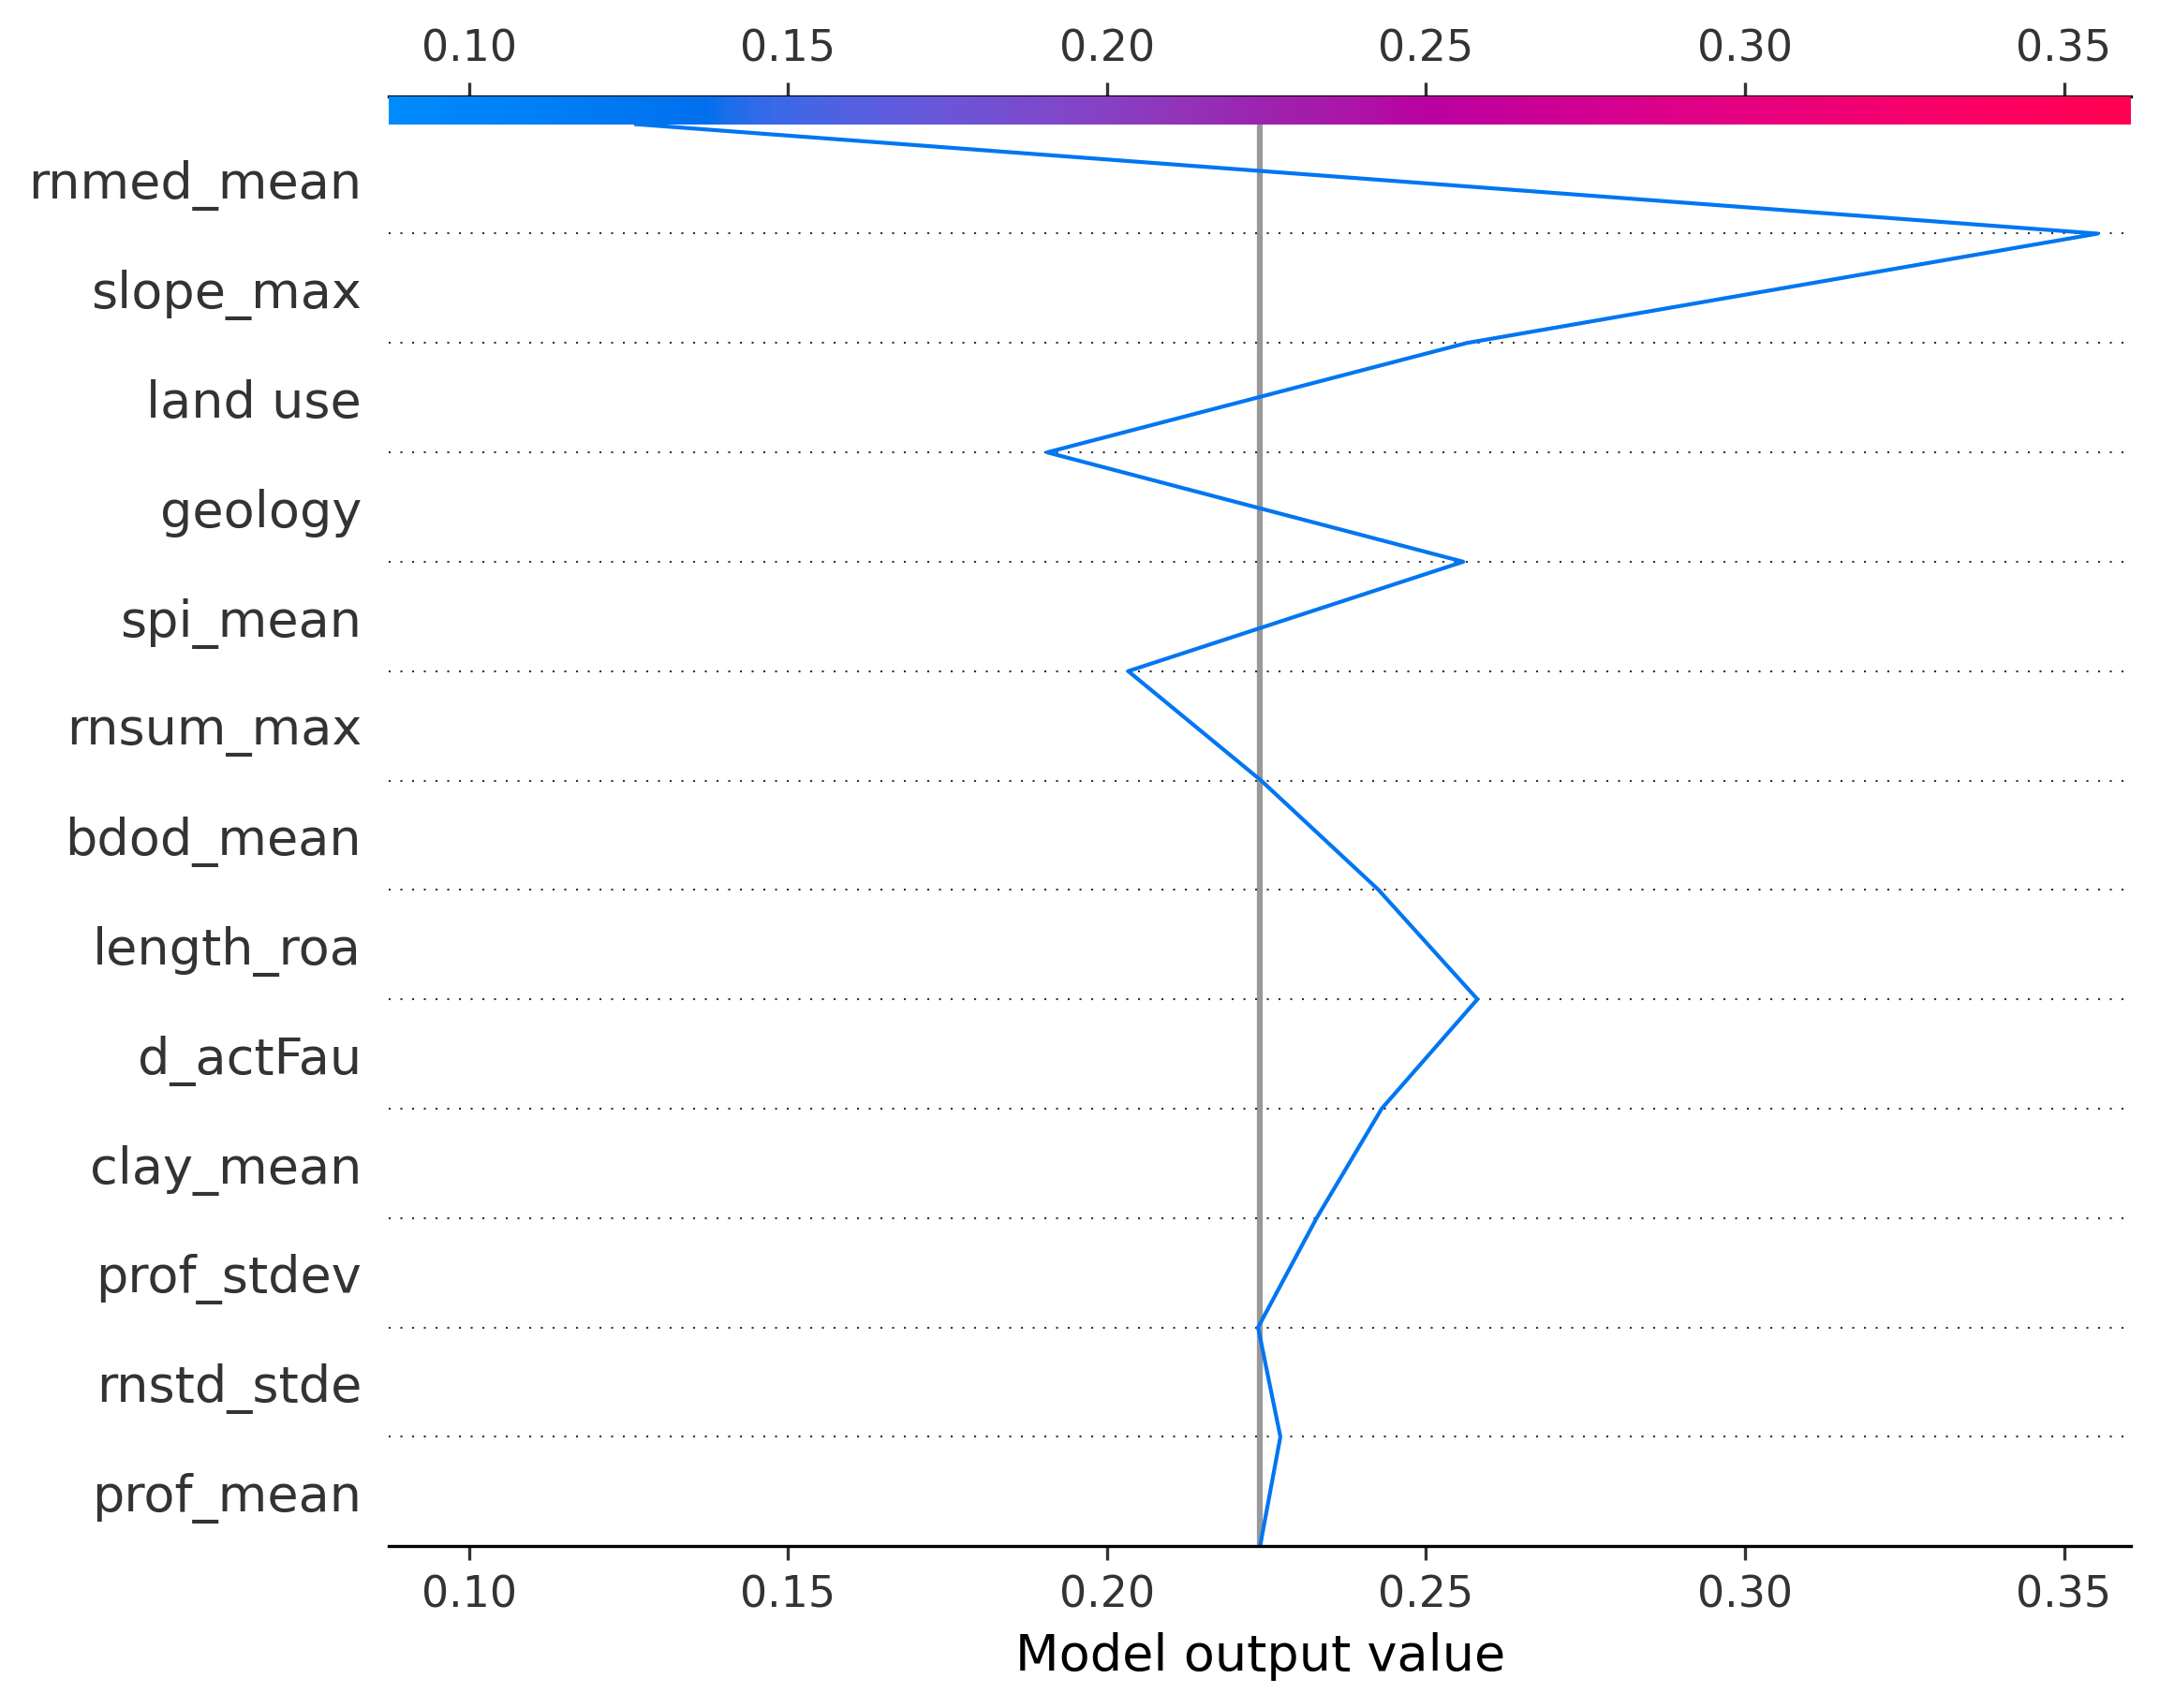 0.10 0.15 0.20 0.25 0.30 0.35
rnmed_mean
slope_max
land use
geology
spi_mean
rnsum_max
bdod_mean
length_roa
d_actFau
clay_mean
prof_stdev
rnstd_stde
prof_mean
0.10 0.15 0.20 0.25 0.30 0.35
Model output value